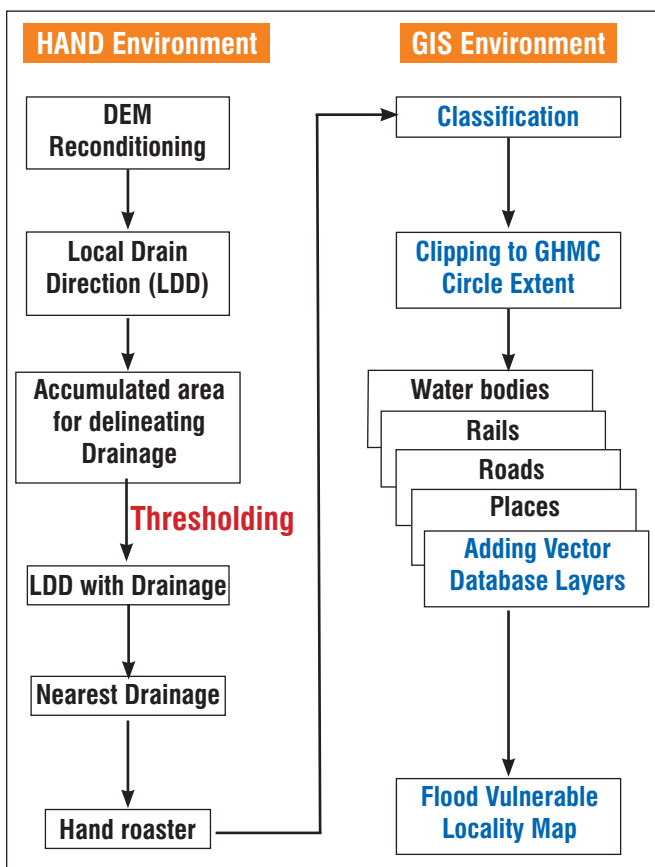 HAND Environment
DEM
Reconditioning
Local Drain
Direction (LDD)
Accumulated area
for delineating
Drainage
Thresholding
LDD with Drainage
Nearest Drainage
Hand roaster
GIS Environment
Classification
Clipping to GHMC
Circle Extent
Water bodies
Rails
Roads
Places
Adding Vector
Database Layers
Flood Vulnerable
Locality Map